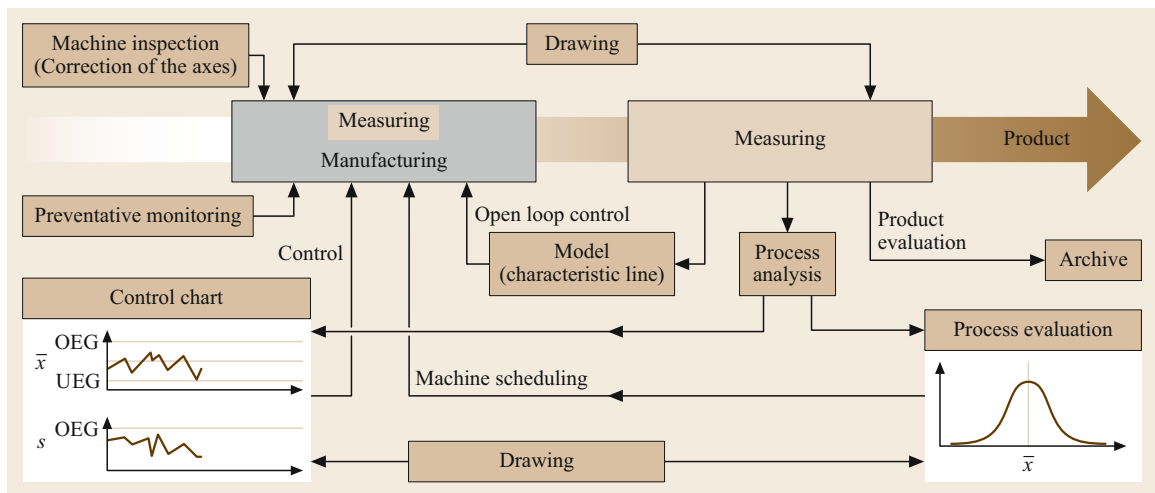 Machine inspection
(Correction of the axes)
Drawing
Measuring
Manufacturing
Measuring
Product
Preventative monitoring
Open loop control
Control
Model
(characteristic line)
Process
analysis
Product
evaluation
Archive
Control chart
OEG
x̅
UEG
OEG
s
Machine scheduling
Process evaluation
x̅
Drawing